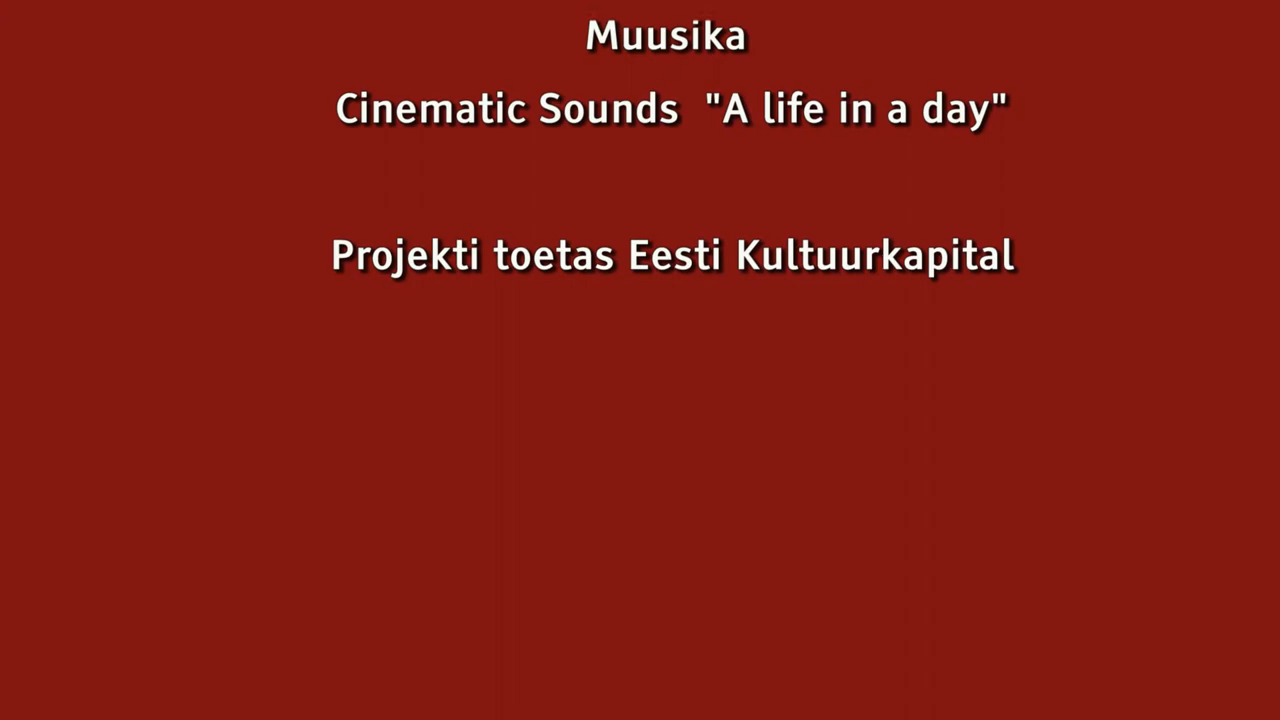 Muusika
Cinematic Sounds "A life in a day"
Projekti toetas Eesti Kultuurkapital